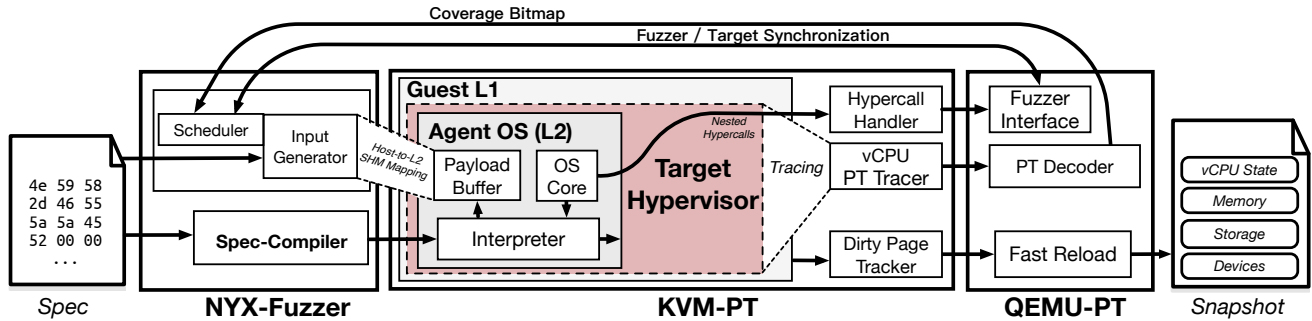 Coverage Bitmap
Fuzzer / Target Synchronization
4e 59 58
2d 46 55
5a 5a 45
52 00 00
...
Spec
Scheduler
Input
Generator
Spec-Compiler
NYX-Fuzzer
Host-to-L2
SHM Mapping
Guest L1
Agent OS (L2)
Payload
Buffer
OS
Core
Interpreter
Nested
Hypercalls
Target
Hypervisor
Tracing
Hypercall
Handler
vCPU
PT Tracer
Dirty Page
Tracker
KVM-PT
Fuzzer
Interface
PT Decoder
Fast Reload
QEMU-PT
vCPU State
Memory
Storage
Devices
Snapshot